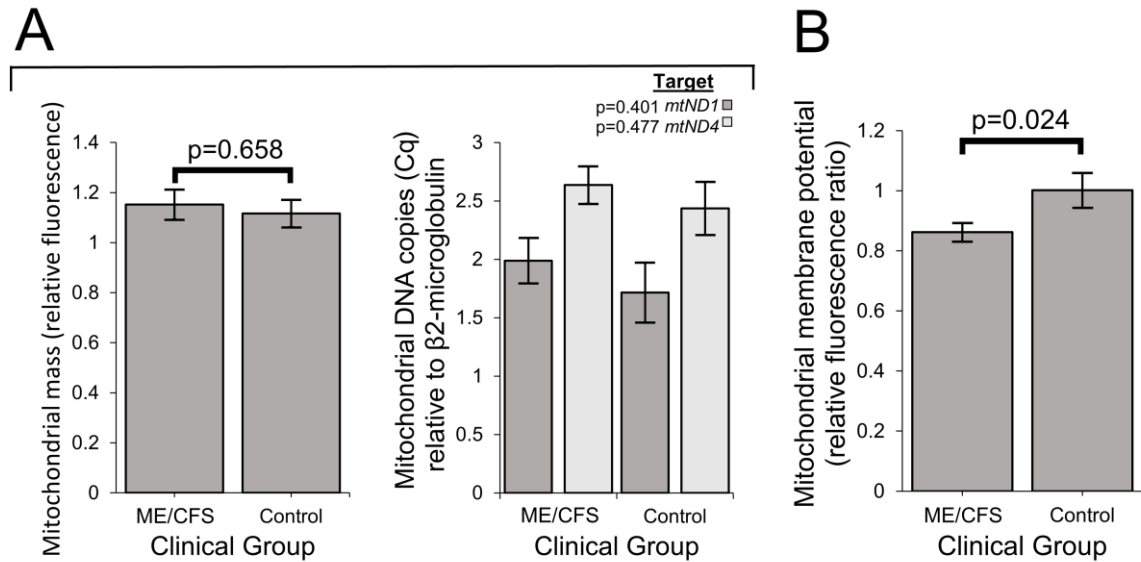 A
B
Target
p=0.401 mtND1
p=0.477 mtND4
Mitochondrial mass (relative fluorescence)
1.4
1.2
1
0.8
0.6
0.4
0.2
0
p=0.658
ME/CFS
Control
Clinical Group
Mitochondrial DNA copies (Cq)
relative to β2-microglobulin
3
2.5
2
1.5
1
0.5
0
ME/CFS
Control
Clinical Group
Mitochondrial membrane potential
(relative fluorescence ratio)
1.2
1
0.8
0.6
0.4
0.2
0
p=0.024
ME/CFS
Control
Clinical Group